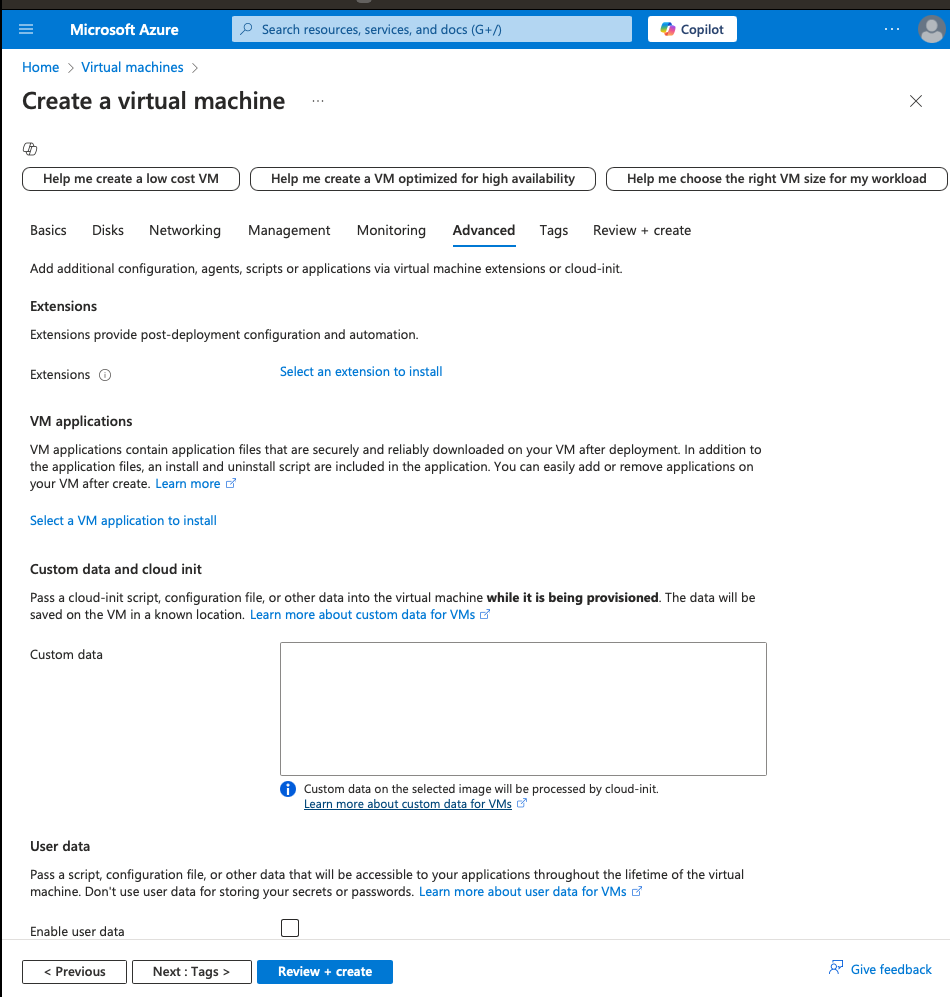 Microsoft Azure
Search resources, services, and docs (G+/)
Copilot
Home > Virtual machines >
Create a virtual machine
Help me create a low cost VM
Help me create a VM optimized for high availability
Help me choose the right VM size for my workload
Basics Disks Networking Management Monitoring Advanced Tags Review + create
Add additional configuration, agents, scripts or applications via virtual machine extensions or cloud-init.
Extensions
Extensions provide post-deployment configuration and automation.
Extensions
Select an extension to install
VM applications
VM applications contain application files that are securely and reliably downloaded on your VM after deployment. In addition to
the application files, an install and uninstall script are included in the application. You can easily add or remove applications on
your VM after create. Learn more
Select a VM application to install
Custom data and cloud init
Pass a cloud-init script, configuration file, or other data into the virtual machine while it is being provisioned. The data will be
saved on the VM in a known location. Learn more about custom data for VMs
Custom data
Custom data on the selected image will be processed by cloud-init.
Learn more about custom data for VMs
User data
Pass a script, configuration file, or other data that will be accessible to your applications throughout the lifetime of the virtual
machine. Don't use user data for storing your secrets or passwords. Learn more about user data for VMs
Enable user data
< Previous
Next : Tags >
Review + create
Give feedback